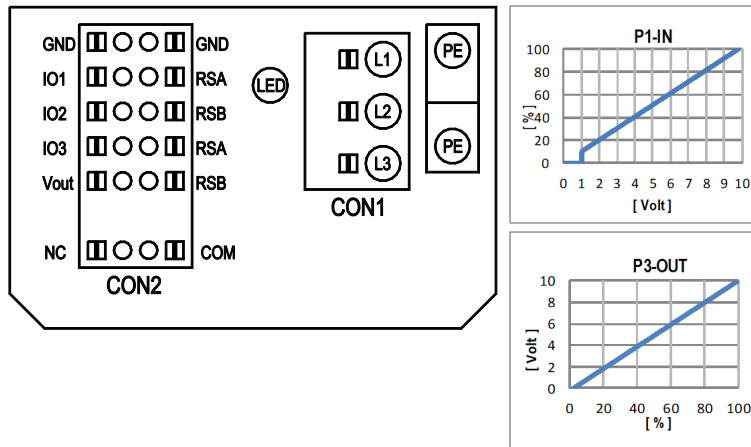 GND GND
IO1 RSA
IO2 RSB
IO3 RSA
Vout RSB
NC COM
CON2
LED
L1
L2
L3
CON1
PE
PE
P1-IN
100
80
60
40
20
0
[ % ]
0 1 2 3 4 5 6 7 8 9 10
[ Volt ]
P3-OUT
10
8
6
4
2
0
[ Volt ]
0 20 40 60 80 100
[ % ]